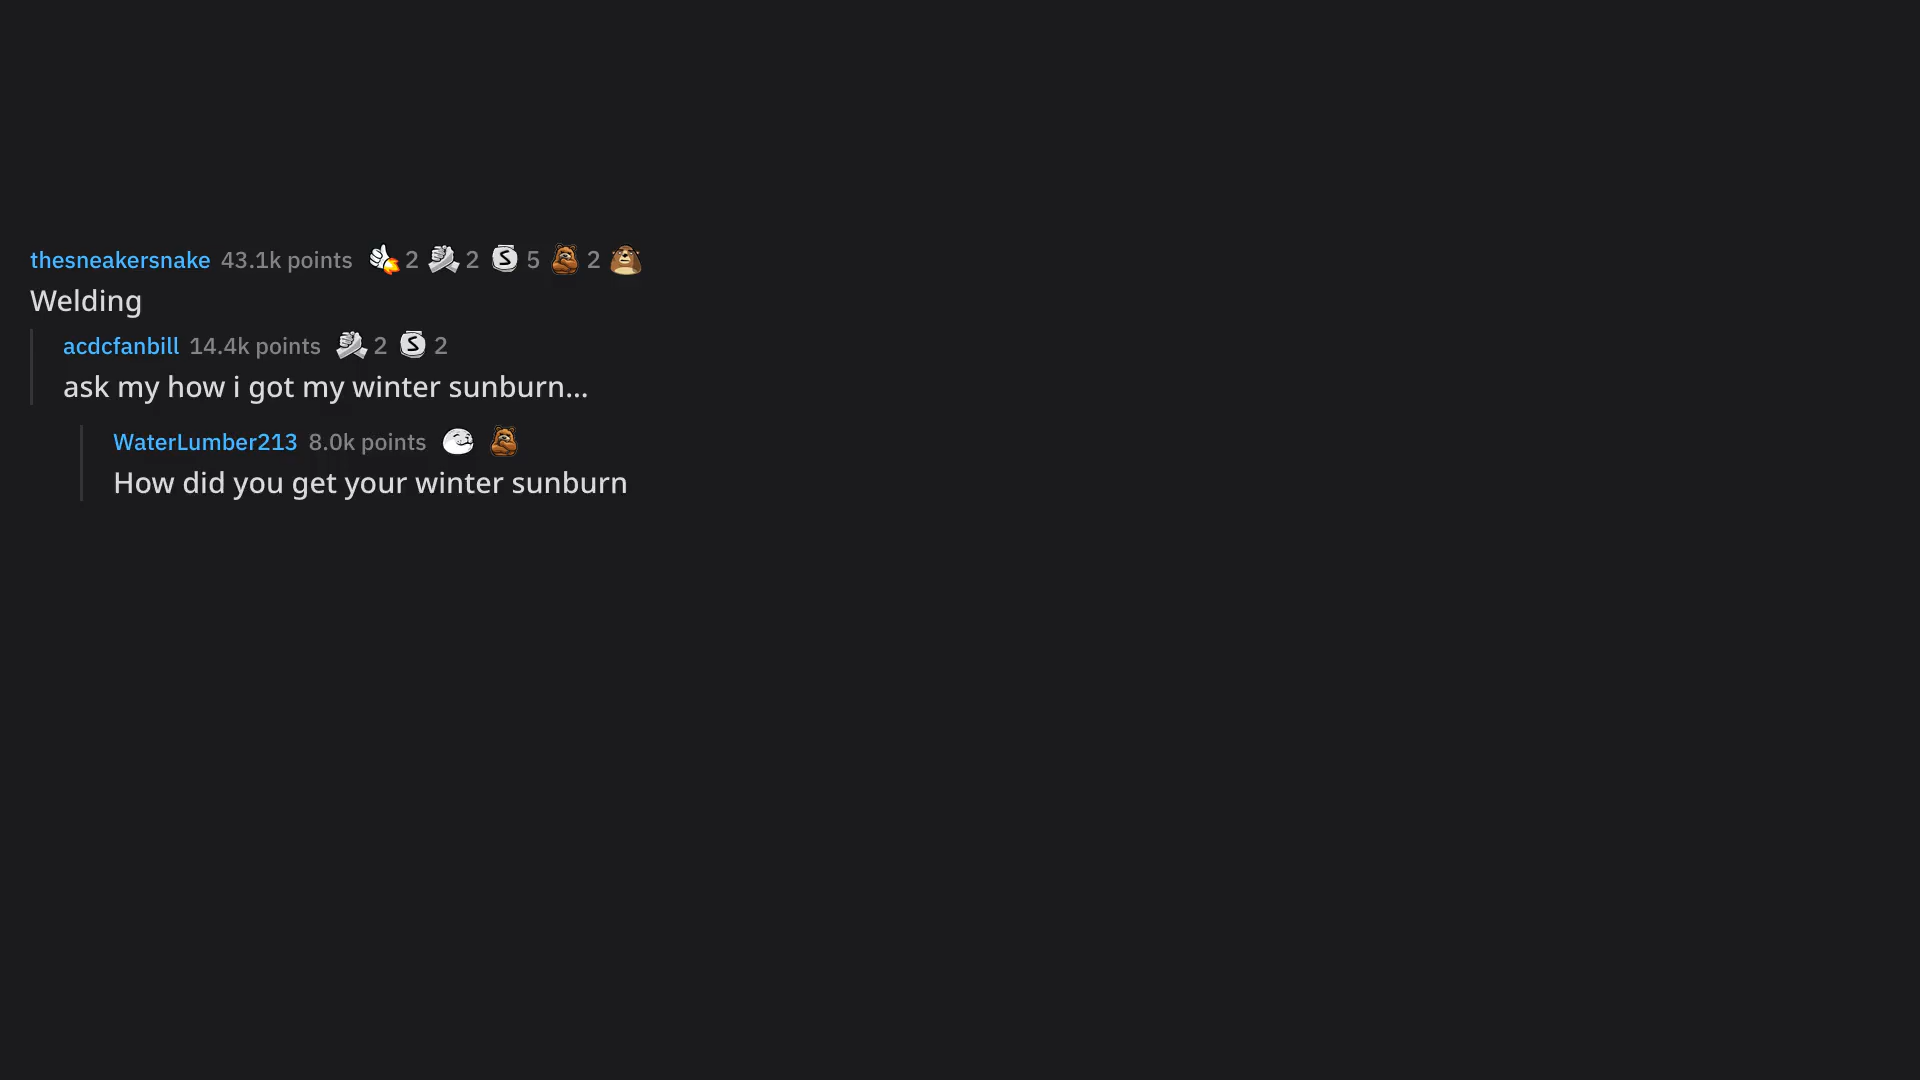 thesneakersnake 43.1k points 2 2 5 2
Welding
acdcfanbill 14.4k points 2 2
ask my how i got my winter sunburn...
WaterLumber213 8.0k points
How did you get your winter sunburn